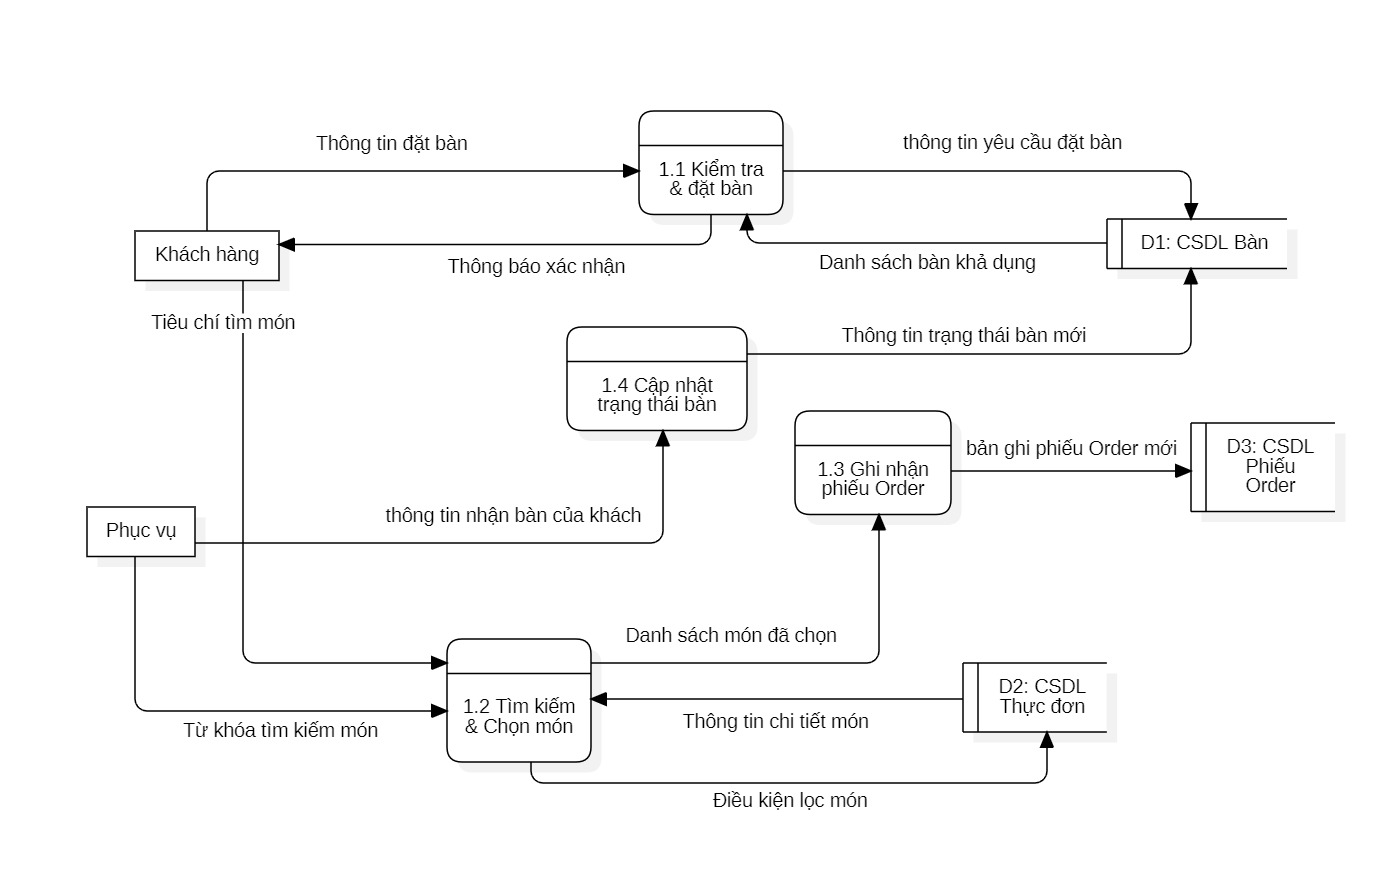 Thông tin đặt bàn
thông tin yêu cầu đặt bàn
1.1 Kiểm tra
& đặt bàn
Khách hàng
D1: CSDL Bàn
Thông báo xác nhận
Danh sách bàn khả dụng
Tiêu chí tìm món
Thông tin trạng thái bàn mới
1.4 Cập nhật
trạng thái bàn
bản ghi phiếu Order mới
D3: CSDL
Phiếu
Order
1.3 Ghi nhận
phiếu Order
thông tin nhận bàn của khách
Phục vụ
Danh sách món đã chọn
D2: CSDL
Thực đơn
1.2 Tìm kiếm
& Chọn món
Thông tin chi tiết món
Từ khóa tìm kiếm món
Điều kiện lọc món